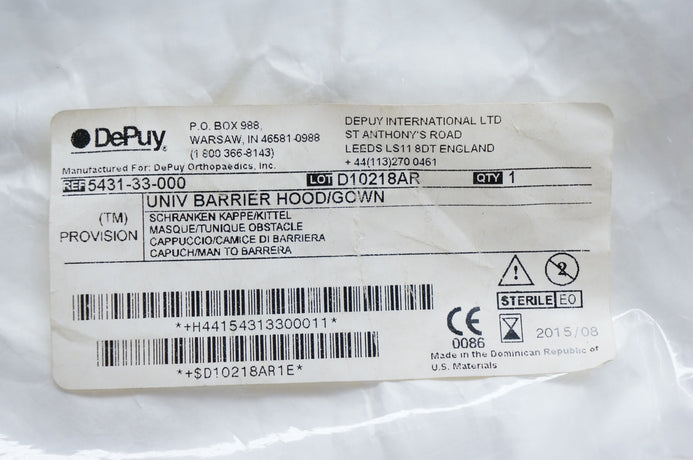 DePuy
P.O. BOX 988,
WARSAW, IN 46581-0988
(1 800 366-8143)
DEPUY INTERNATIONAL LTD
ST ANTHONY'S ROAD
LEEDS LS11 8DT ENGLAND
+ 44(113)270 0461
Manufactured For: DePuy Orthopaedics, Inc.
REF 5431-33-000 LOT D10218AR QTY 1
(TM)
PROVISION
UNIV BARRIER HOOD/GOWN
SCHRANKEN KAPPE/KITTEL
MASQUE/TUNIQUE OBSTACLE
CAPPUCCIO/CAMICE DI BARRIERA
CAPUCH/MAN TO BARRERA
*+H44154313300011*
*+$D10218AR1E*
2
STERILE EO
CE
0086
2015/08
Made in the Dominican Republic of
U.S. Materials